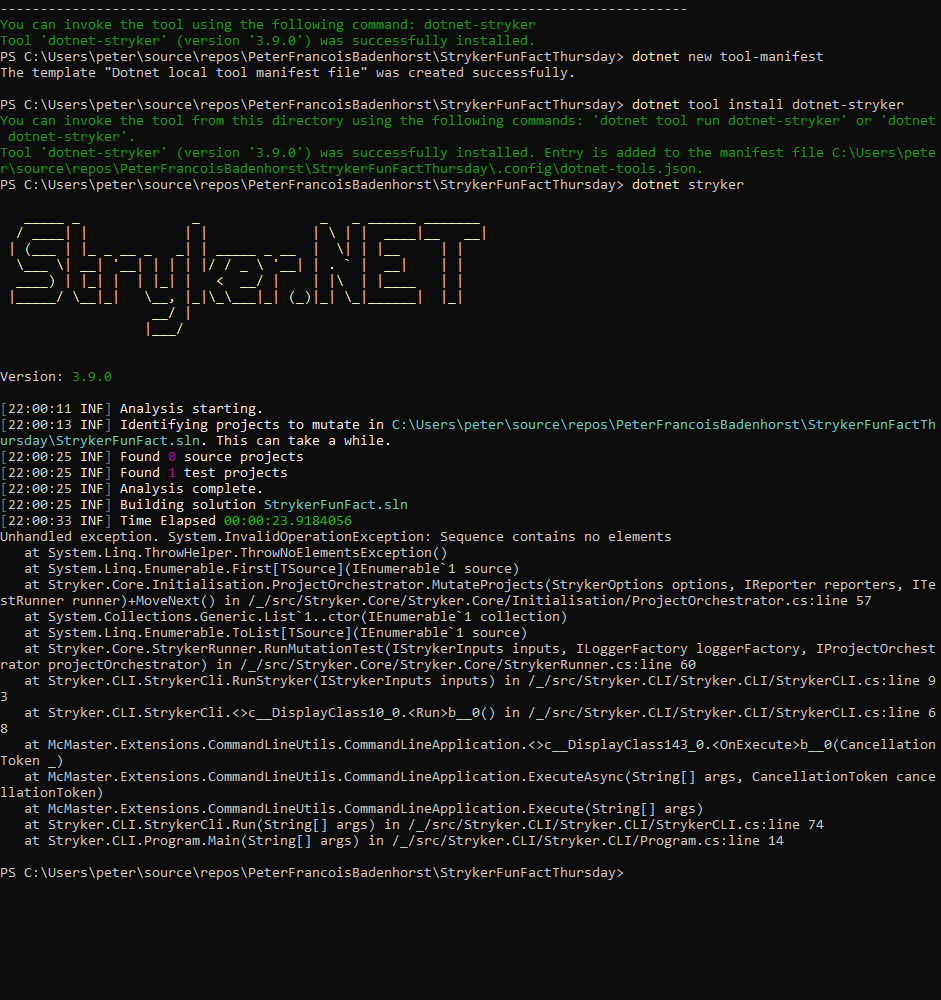 --------------------------------------------------------------------------------------
You can invoke the tool using the following command: dotnet-stryker
Tool 'dotnet-stryker' (version '3.9.0') was successfully installed.
PS C:\Users\peter\source\repos\PeterFrancoisBadenhorst\StrykerFunFactThursday> dotnet new tool-manifest
The template "Dotnet local tool manifest file" was created successfully.
PS C:\Users\peter\source\repos\PeterFrancoisBadenhorst\StrykerFunFactThursday> dotnet tool install dotnet-stryker
You can invoke the tool from this directory using the following commands: 'dotnet tool run dotnet-stryker' or 'dotnet
 dotnet-stryker'.
Tool 'dotnet-stryker' (version '3.9.0') was successfully installed. Entry is added to the manifest file C:\Users\pete
r\source\repos\PeterFrancoisBadenhorst\StrykerFunFactThursday\.config\dotnet-tools.json.
PS C:\Users\peter\source\repos\PeterFrancoisBadenhorst\StrykerFunFactThursday> dotnet stryker
Stryker.NET
Version: 3.9.0
[22:00:11 INF] Analysis starting.
[22:00:13 INF] Identifying projects to mutate in C:\Users\peter\source\repos\PeterFrancoisBadenhorst\StrykerFunFactTh
ursday\StrykerFunFact.sln. This can take a while.
[22:00:25 INF] Found 0 source projects
[22:00:25 INF] Found 1 test projects
[22:00:25 INF] Analysis complete.
[22:00:25 INF] Building solution StrykerFunFact.sln
[22:00:33 INF] Time Elapsed 00:00:23.9184056
Unhandled exception. System.InvalidOperationException: Sequence contains no elements
   at System.Linq.ThrowHelper.ThrowNoElementsException()
   at System.Linq.Enumerable.First[TSource](IEnumerable`1 source)
   at Stryker.Core.Initialisation.ProjectOrchestrator.MutateProjects(StrykerOptions options, IReporter reporters, ITe
stRunner runner)+MoveNext() in /_/src/Stryker.Core/Stryker.Core/Initialisation/ProjectOrchestrator.cs:line 57
   at System.Collections.Generic.List`1..ctor(IEnumerable`1 collection)
   at System.Linq.Enumerable.ToList[TSource](IEnumerable`1 source)
   at Stryker.Core.StrykerRunner.RunMutationTest(IStrykerInputs inputs, ILoggerFactory loggerFactory, IProjectOrchest
rator projectOrchestrator) in /_/src/Stryker.Core/Stryker.Core/StrykerRunner.cs:line 60
   at Stryker.CLI.StrykerCli.RunStryker(IStrykerInputs inputs) in /_/src/Stryker.CLI/Stryker.CLI/StrykerCLI.cs:line 9
3
   at Stryker.CLI.StrykerCli.<>c__DisplayClass10_0.<Run>b__0() in /_/src/Stryker.CLI/Stryker.CLI/StrykerCLI.cs:line 6
8
   at McMaster.Extensions.CommandLineUtils.CommandLineApplication.<>c__DisplayClass143_0.<OnExecute>b__0(Cancellation
Token _)
   at McMaster.Extensions.CommandLineUtils.CommandLineApplication.ExecuteAsync(String[] args, CancellationToken cance
llationToken)
   at McMaster.Extensions.CommandLineUtils.CommandLineApplication.Execute(String[] args)
   at Stryker.CLI.StrykerCli.Run(String[] args) in /_/src/Stryker.CLI/Stryker.CLI/StrykerCLI.cs:line 74
   at Stryker.CLI.Program.Main(String[] args) in /_/src/Stryker.CLI/Stryker.CLI/Program.cs:line 14
PS C:\Users\peter\source\repos\PeterFrancoisBadenhorst\StrykerFunFactThursday>